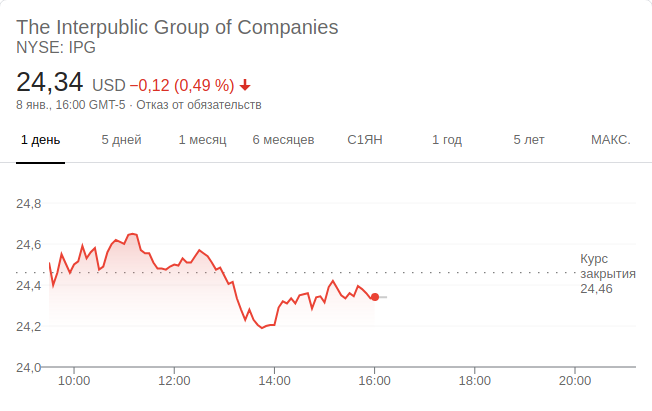 The Interpublic Group of Companies
NYSE: IPG
24,34 USD −0,12 (0,49 %)
8 янв., 16:00 GMT-5 · Отказ от обязательств
1 день 5 дней 1 месяц 6 месяцев С1ЯН 1 год 5 лет МАКС.
24,8
24,6
Курс
закрытия
24,46
24,4
24,2
24,0
10:00 12:00 14:00 16:00 18:00 20:00